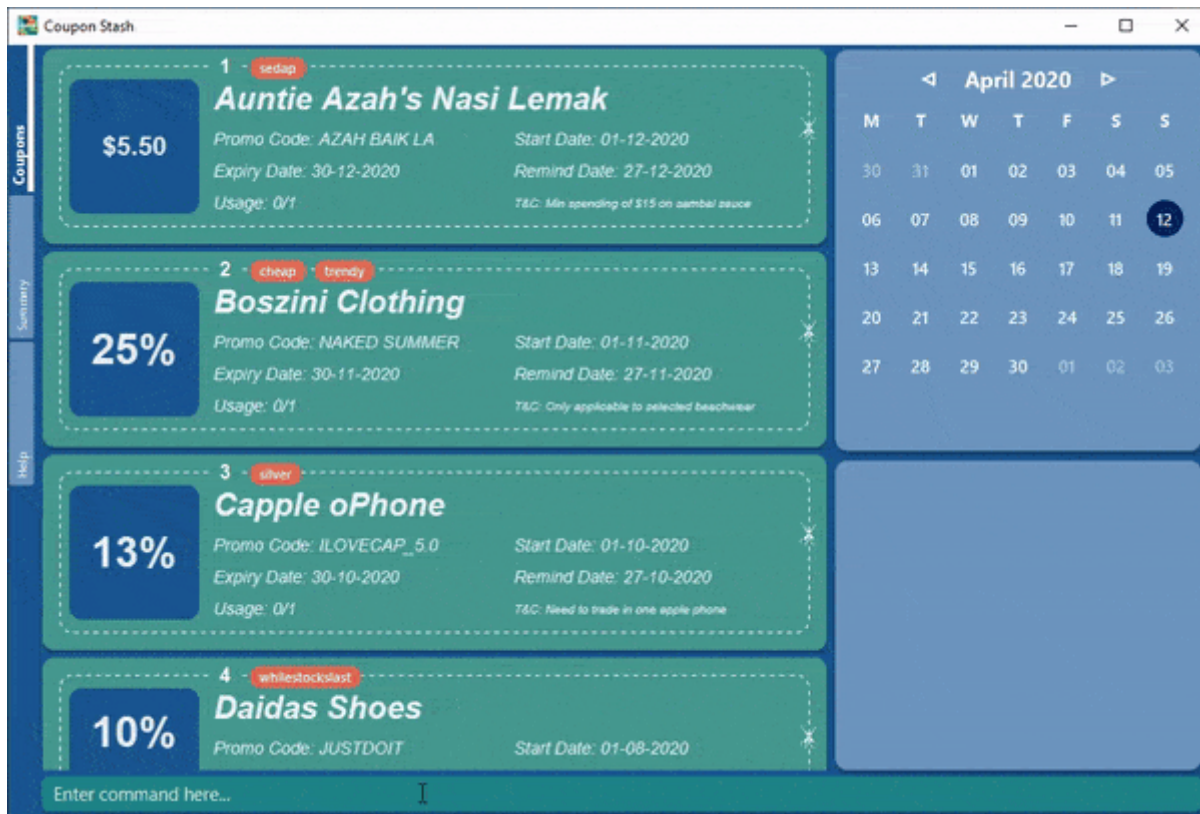 Coupon Stash
Coupons
Summary
Help
1 sedap
Auntie Azah's Nasi Lemak
$5.50
Promo Code: AZAH BAIK LA Start Date: 01-12-2020
Expiry Date: 30-12-2020 Remind Date: 27-12-2020
Usage: 0/1 T&C: Min spending of $15 on sambal sauce
2 cheap trendy
Boszini Clothing
25%
Promo Code: NAKED SUMMER Start Date: 01-11-2020
Expiry Date: 30-11-2020 Remind Date: 27-11-2020
Usage: 0/1 T&C: Only applicable to selected beachwear
3 silver
Capple oPhone
13%
Promo Code: ILOVECAP_5.0 Start Date: 01-10-2020
Expiry Date: 30-10-2020 Remind Date: 27-10-2020
Usage: 0/1 T&C: Need to trade in one apple phone
4 whilestockslast
Daidas Shoes
10%
Promo Code: JUSTDOIT Start Date: 01-08-2020
Enter command here...
April 2020
M T W T F S S
30 31 01 02 03 04 05
06 07 08 09 10 11 12
13 14 15 16 17 18 19
20 21 22 23 24 25 26
27 28 29 30 01 02 03